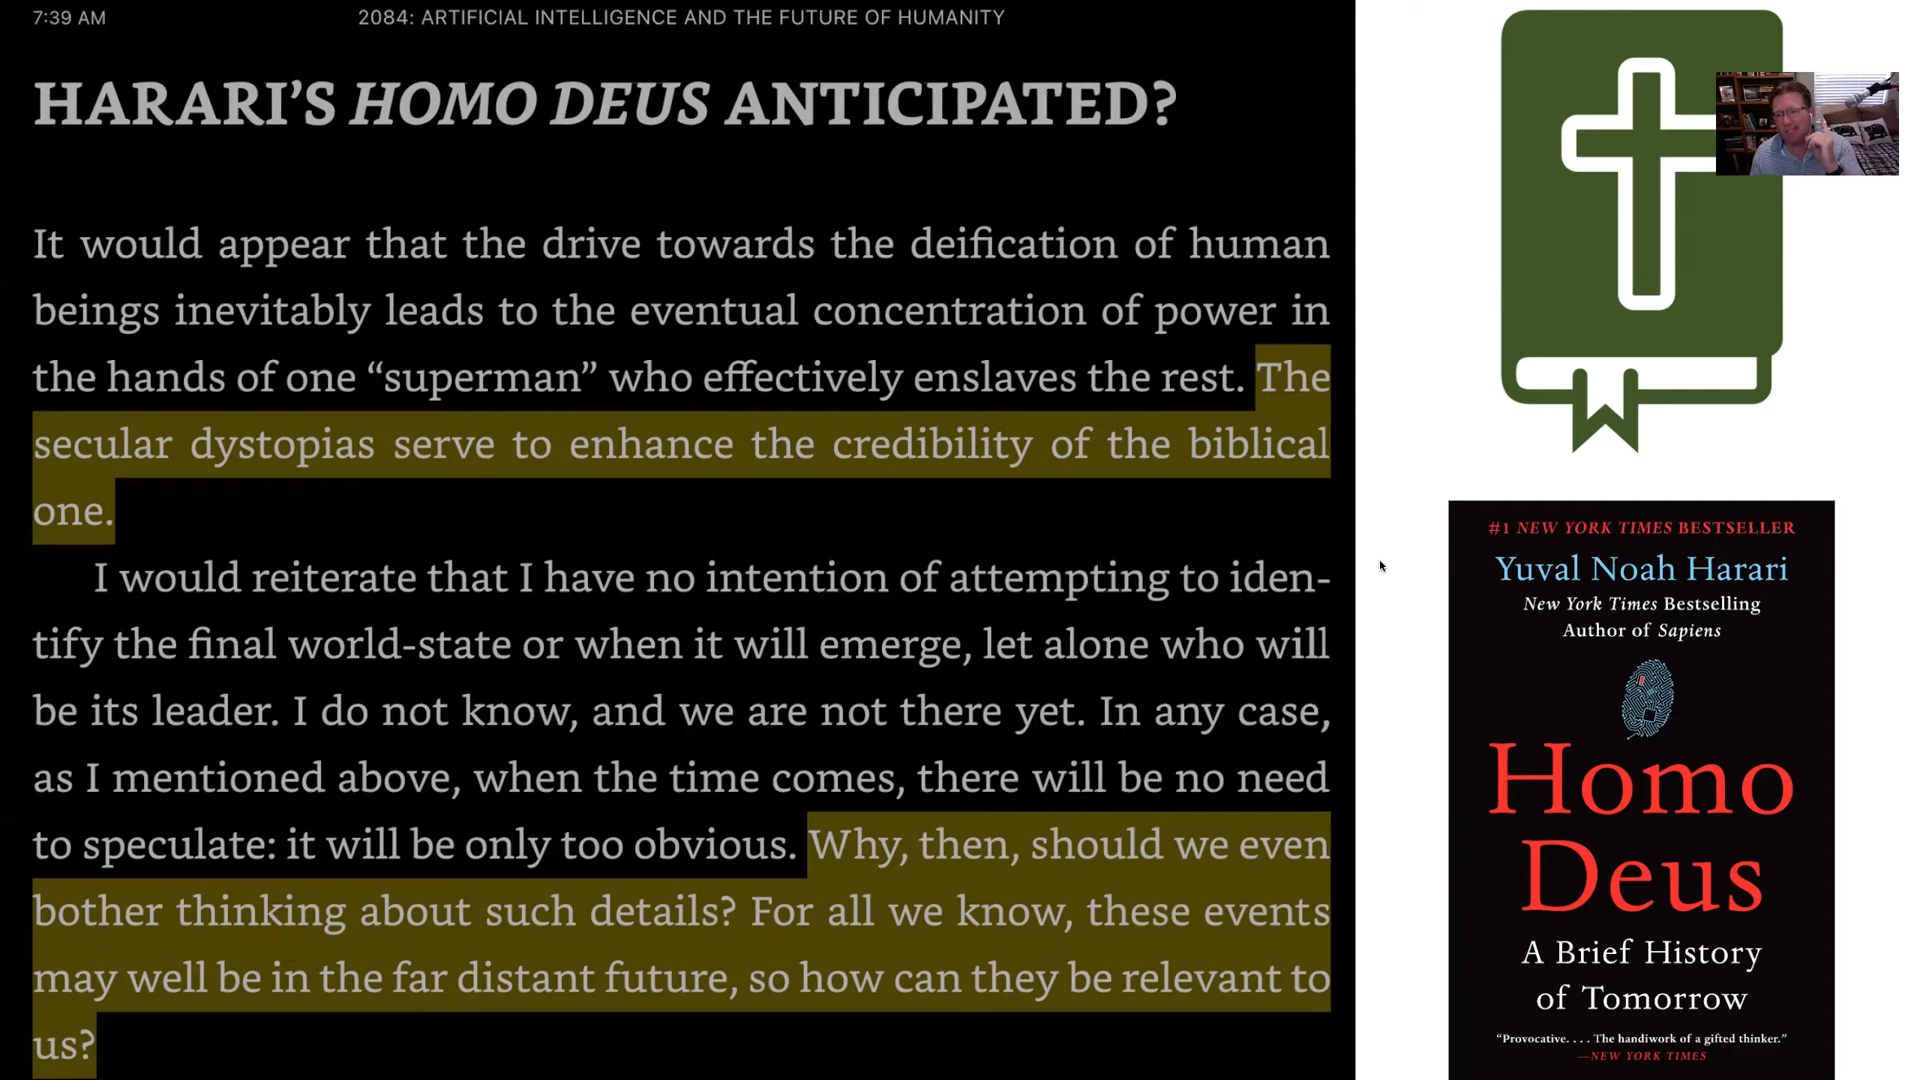 7:39 AM
2084: ARTIFICIAL INTELLIGENCE AND THE FUTURE OF HUMANITY
HARARI’S HOMO DEUS ANTICIPATED?
It would appear that the drive towards the deification of human
beings inevitably leads to the eventual concentration of power in
the hands of one “superman” who effectively enslaves the rest. The
secular dystopias serve to enhance the credibility of the biblical
one.
I would reiterate that I have no intention of attempting to iden-
tify the final world-state or when it will emerge, let alone who will
be its leader. I do not know, and we are not there yet. In any case,
as I mentioned above, when the time comes, there will be no need
to speculate: it will be only too obvious. Why, then, should we even
bother thinking about such details? For all we know, these events
may well be in the far distant future, so how can they be relevant to
us?
#1 NEW YORK TIMES BESTSELLER
Yuval Noah Harari
New York Times Bestselling
Author of Sapiens
Homo
Deus
A Brief History
of Tomorrow
“Provocative. . . . The handiwork of a gifted thinker.”
—NEW YORK TIMES